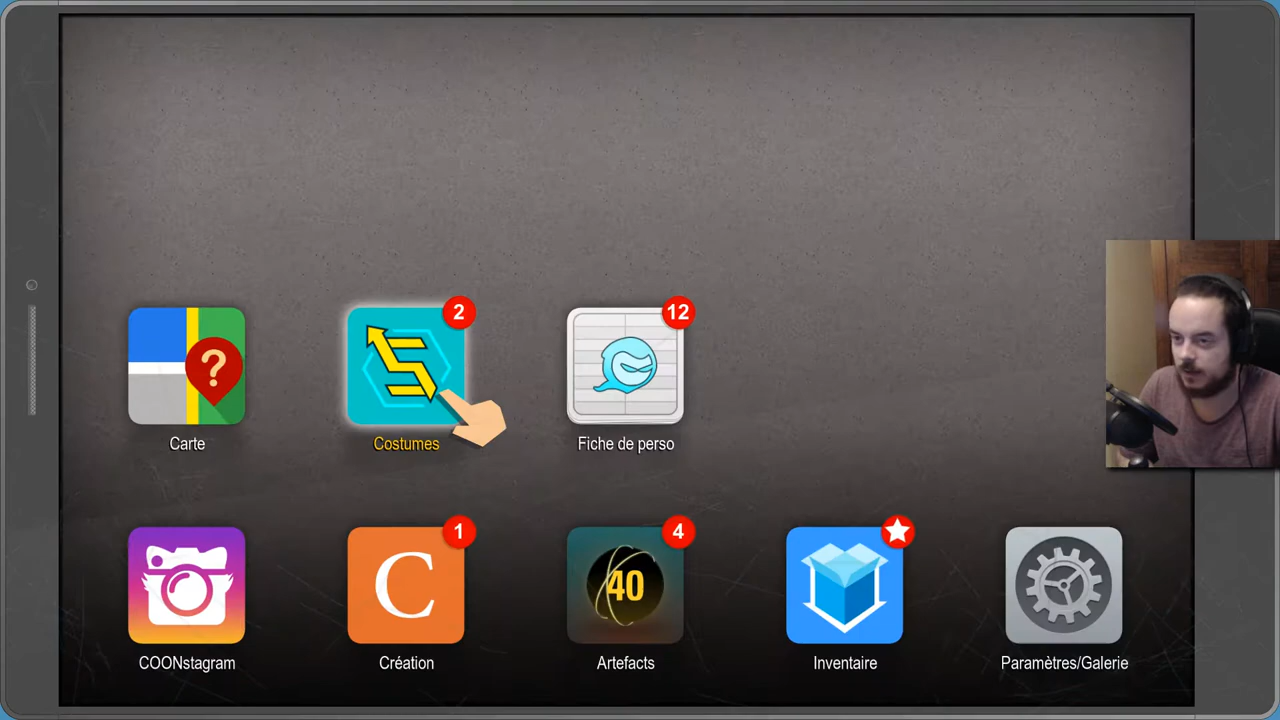 2
12
?
Carte
Costumes
Fiche de perso
1
4
C
40
COONstagram
Création
Artefacts
Inventaire
Paramètres/Galerie